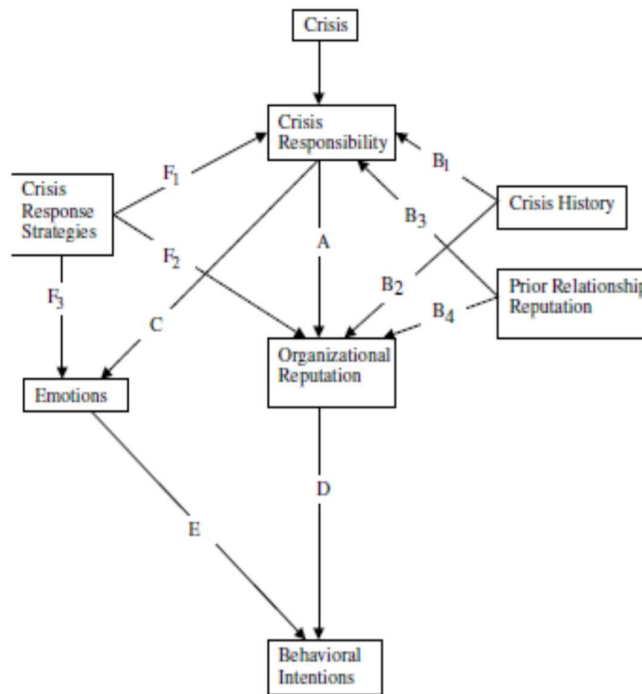 Crisis
Crisis
Responsibility
F1
B1
Crisis
Response
Strategies
Crisis History
B3
A
F2
B2
Prior Relationship
Reputation
F3
B4
C
Organizational
Reputation
Emotions
D
E
Behavioral
Intentions